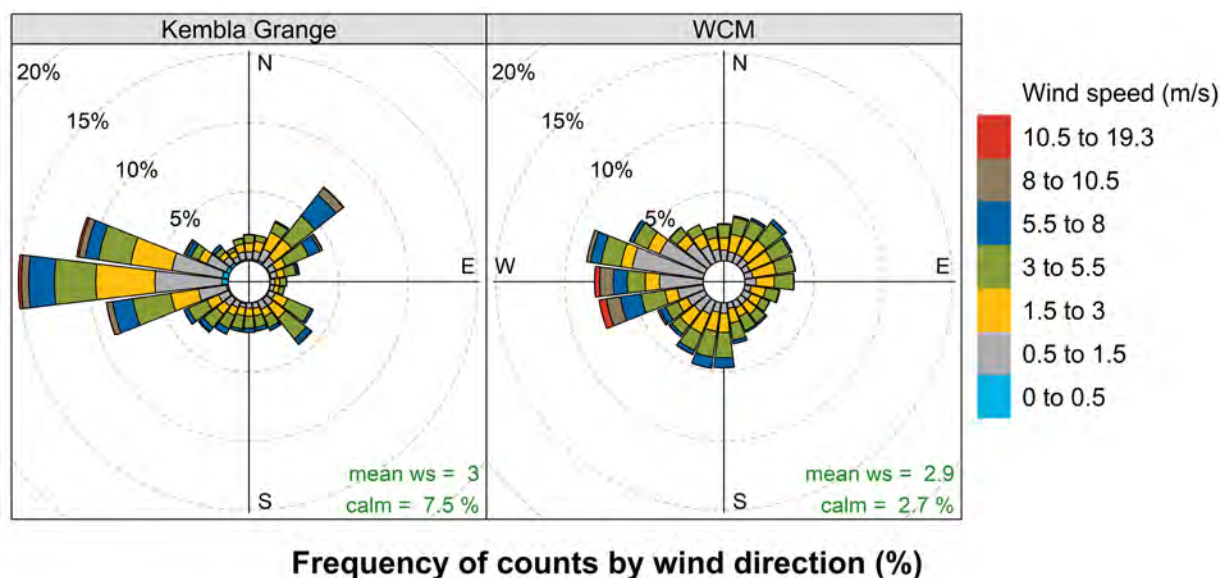 Kembla Grange
N
20%
15%
10%
5%
E
S
mean ws = 3
calm = 7.5 %
WCM
N
20%
15%
10%
5%
W
E
S
mean ws = 2.9
calm = 2.7 %
Wind speed (m/s)
10.5 to 19.3
8 to 10.5
5.5 to 8
3 to 5.5
1.5 to 3
0.5 to 1.5
0 to 0.5
Frequency of counts by wind direction (%)